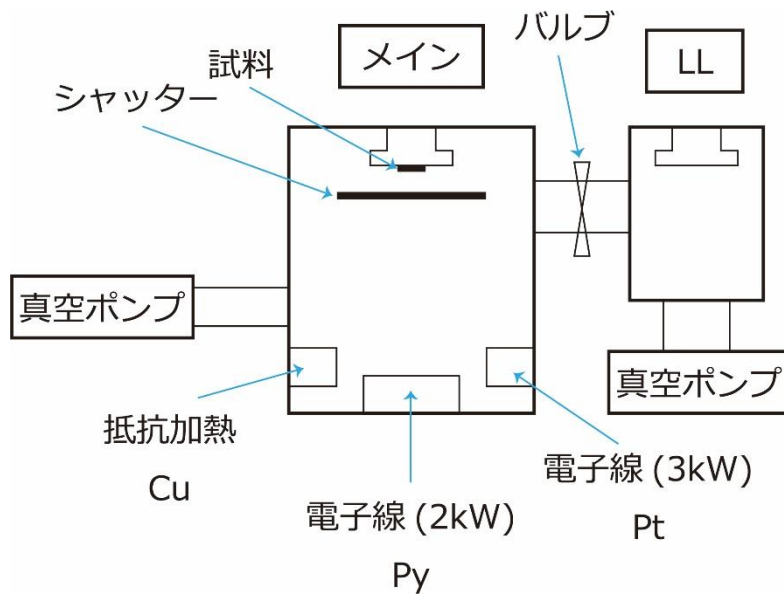 メイン
バルブ
LL
試料
シャッター
真空ポンプ
真空ポンプ
抵抗加熱
Cu
電子線 (2kW)
Py
電子線 (3kW)
Pt